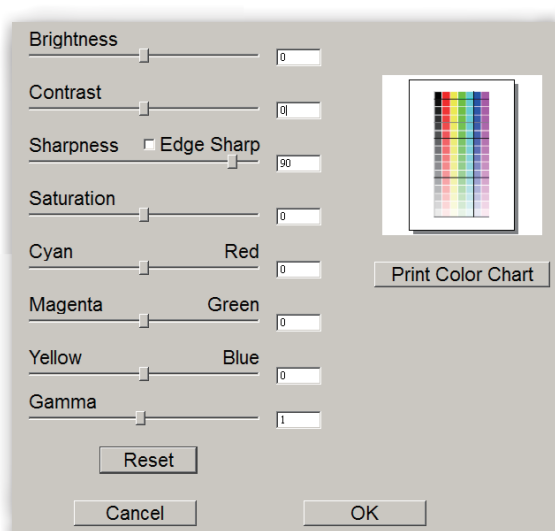 Brightness
0
Contrast
0
Sharpness Edge Sharp
90
Saturation
0
Cyan Red
0
Print Color Chart
Magenta Green
0
Yellow Blue
0
Gamma
1
Reset
Cancel OK